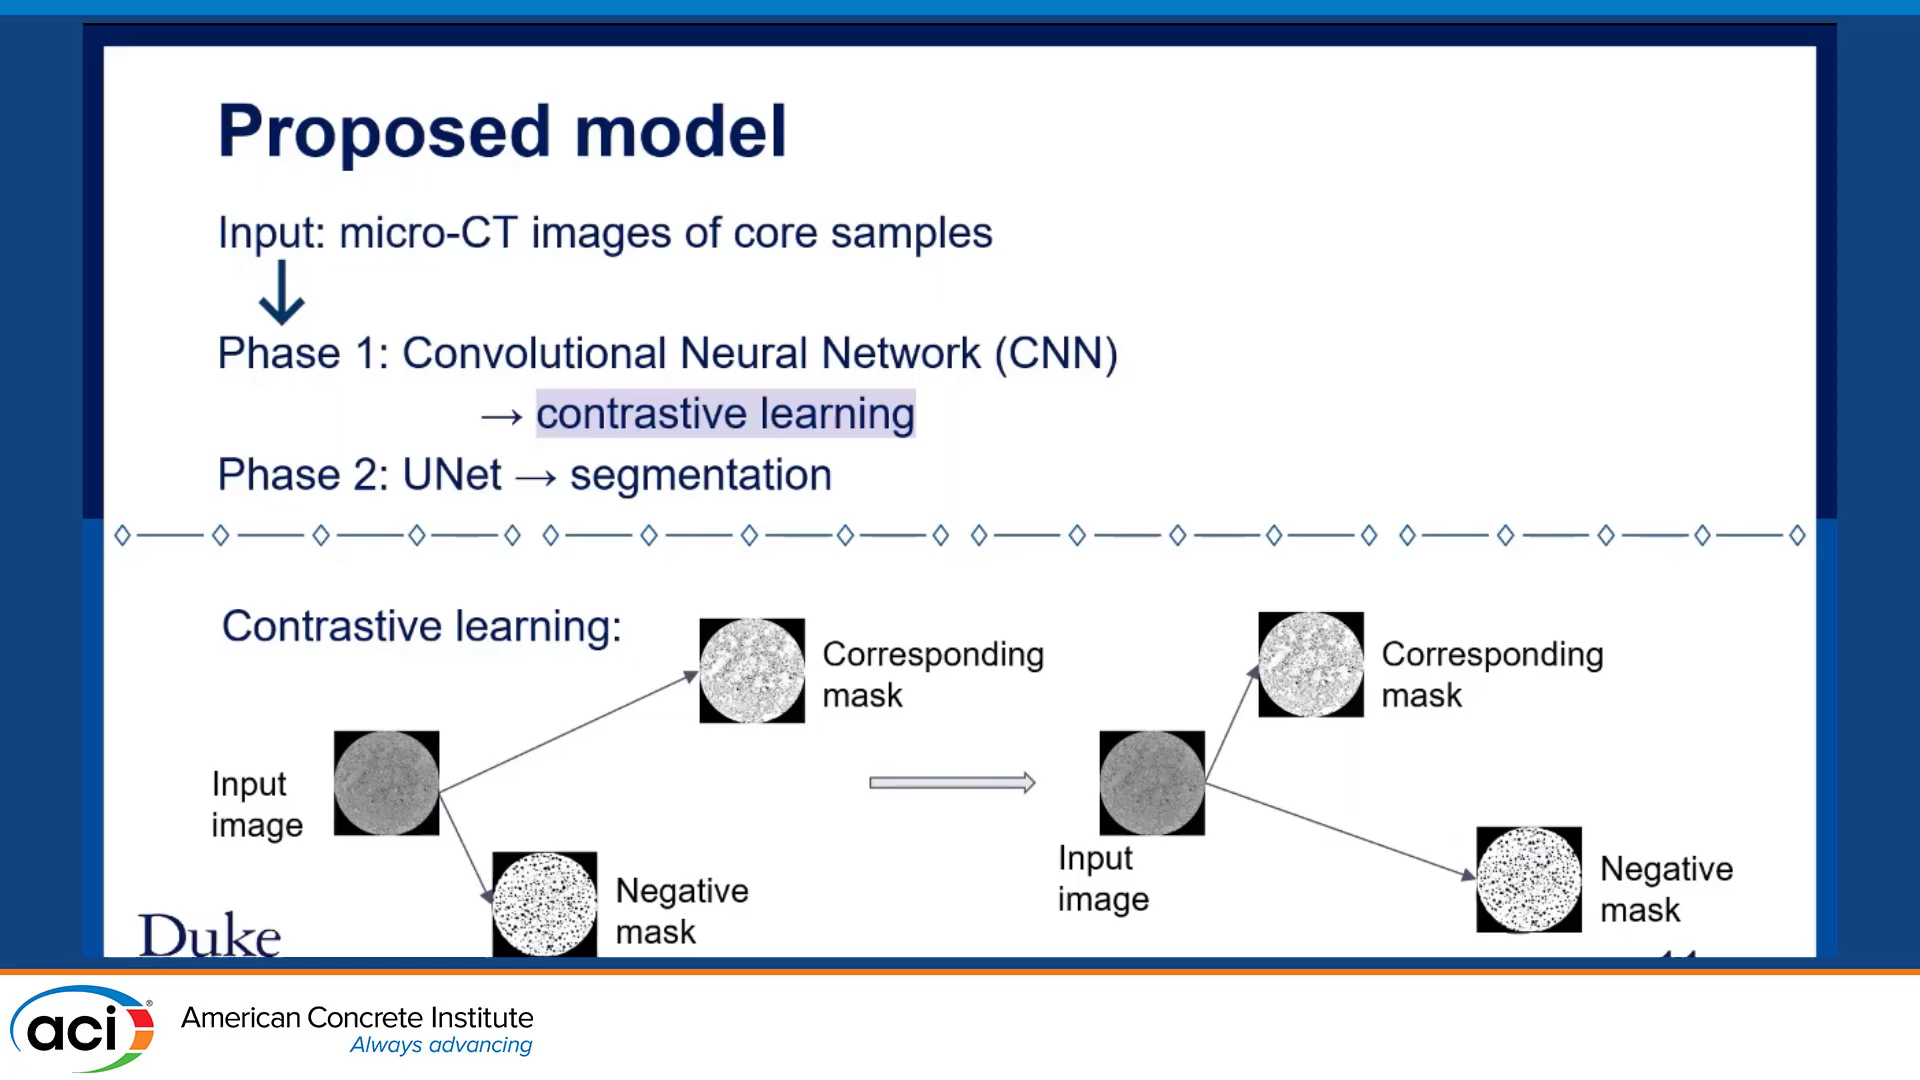 Proposed model
Input: micro-CT images of core samples
Phase 1: Convolutional Neural Network (CNN)
→ contrastive learning
Phase 2: UNet → segmentation
Contrastive learning:
Corresponding
mask
Input
image
Negative
mask
Corresponding
mask
Input
image
Negative
mask
Duke
aci®
American Concrete Institute
Always advancing